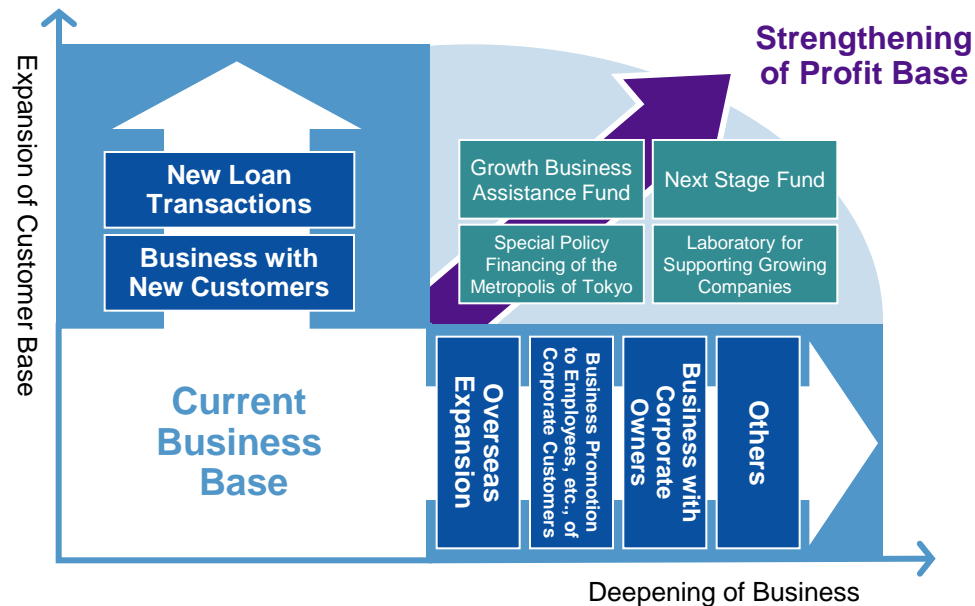 Expansion of Customer Base
Strengthening
of Profit Base
New Loan
Transactions
Business with
New Customers
Growth Business
Assistance Fund
Next Stage Fund
Special Policy
Financing of the
Metropolis of Tokyo
Laboratory for
Supporting Growing
Companies
Current
Business
Base
Overseas
Expansion
Business Promotion
to Employees, etc., of
Corporate Customers
Business with
Corporate
Owners
Others
Deepening of Business